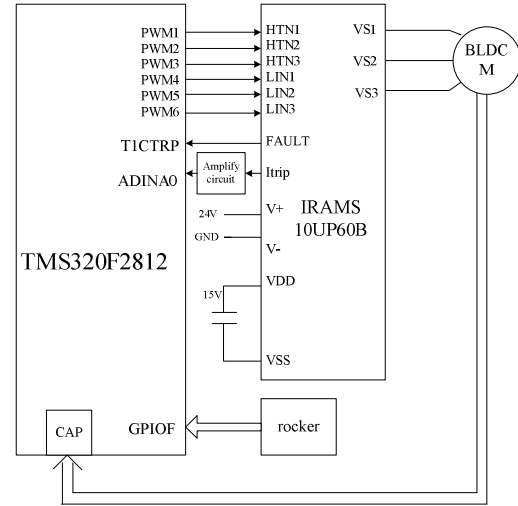 PWM1
PWM2
PWM3
PWM4
PWM5
PWM6
T1CTRP
ADINA0
TMS320F2812
CAP
GPIOF
Amplify
circuit
24V
GND
15V
HTN1
HTN2
HTN3
LIN1
LIN2
LIN3
FAULT
Itrip
V+
V-
VDD
VSS
IRAMS
10UP60B
VS1
VS2
VS3
BLDC
M
rocker